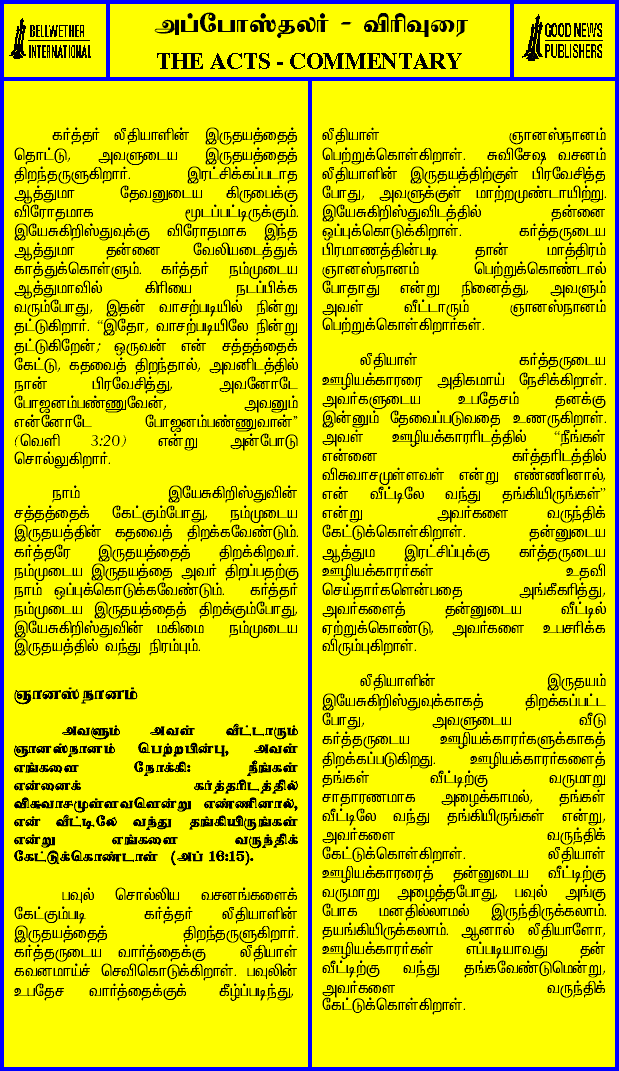 BELLWETHER
INTERNATIONAL
அப்போஸ்தலர் - விரிவுரை
THE ACTS - COMMENTARY
GOOD NEWS
PUBLISHERS
கர்த்தர் லீதியாளின் இருதயத்தைத்
தொட்டு, அவளுடைய இருதயத்தைத்
திறந்தருளுகிறார். இரட்சிக்கப்படாத
ஆத்துமா தேவனுடைய கிருபைக்கு
விரோதமாக மூடப்பட்டிருக்கும்.
இயேசுகிறிஸ்துவுக்கு விரோதமாக இந்த
ஆத்துமா தன்னை வேலியடைத்துக்
காத்துக்கொள்ளும். கர்த்தர் நம்முடைய
ஆத்துமாவில் கிரியை நடப்பிக்க
வரும்போது, இதன் வாசற்படியில் நின்று
தட்டுகிறார். “இதோ, வாசற்படியிலே நின்று
தட்டுகிறேன்; ஒருவன் என் சத்தத்தைக்
கேட்டு, கதவைத் திறந்தால், அவனிடத்தில்
நான் பிரவேசித்து, அவனோடே
போஜனம்பண்ணுவேன், அவனும்
என்னோடே போஜனம்பண்ணுவான்”
(வெளி 3:20) என்று அன்போடு
சொல்லுகிறார்.
நாம் இயேசுகிறிஸ்துவின்
சத்தத்தைக் கேட்கும்போது, நம்முடைய
இருதயத்தின் கதவைத் திறக்கவேண்டும்.
கர்த்தரே இருதயத்தைத் திறக்கிறவர்.
நம்முடைய இருதயத்தை அவர் திறப்பதற்கு
நாம் ஒப்புக்கொடுக்கவேண்டும். கர்த்தர்
நம்முடைய இருதயத்தைத் திறக்கும்போது,
இயேசுகிறிஸ்துவின் மகிமை நம்முடைய
இருதயத்தில் வந்து நிரம்பும்.
ஞானஸ்நானம்
அவளும் அவள் வீட்டாரும்
ஞானஸ்நானம் பெற்றபின்பு, அவள்
எங்களை நோக்கி: நீங்கள்
என்னைக் கர்த்தரிடத்தில்
விசுவாசமுள்ளவளென்று எண்ணினால்,
என் வீட்டிலே வந்து தங்கியிருங்கள்
என்று எங்களை வருந்திக்
கேட்டுக்கொண்டாள் (அப் 16:15).
பவுல் சொல்லிய வசனங்களைக்
கேட்கும்படி கர்த்தர் லீதியாளின்
இருதயத்தைத் திறந்தருளுகிறார்.
கர்த்தருடைய வார்த்தைக்கு லீதியாள்
கவனமாய்ச் செவிகொடுக்கிறாள். பவுலின்
உபதேச வார்த்தைக்குக் கீழ்ப்படிந்து,
லீதியாள் ஞானஸ்நானம்
பெற்றுக்கொள்கிறாள். சுவிசேஷ வசனம்
லீதியாளின் இருதயத்திற்குள் பிரவேசித்த
போது, அவளுக்குள் மாற்றமுண்டாயிற்று.
இயேசுகிறிஸ்துவிடத்தில் தன்னை
ஒப்புக்கொடுக்கிறாள். கர்த்தருடைய
பிரமாணத்தின்படி தான் மாத்திரம்
ஞானஸ்நானம் பெற்றுக்கொண்டால்
போதாது என்று நினைத்து, அவளும்
அவள் வீட்டாரும் ஞானஸ்நானம்
பெற்றுக்கொள்கிறார்கள்.
லீதியாள் கர்த்தருடைய
ஊழியக்காரரை அதிகமாய் நேசிக்கிறாள்.
அவர்களுடைய உபதேசம் தனக்கு
இன்னும் தேவைப்படுவதை உணருகிறாள்.
அவள் ஊழியக்காரரிடத்தில் “நீங்கள்
என்னை கர்த்தரிடத்தில்
விசுவாசமுள்ளவள் என்று எண்ணினால்,
என் வீட்டிலே வந்து தங்கியிருங்கள்”
என்று அவர்களை வருந்திக்
கேட்டுக்கொள்கிறாள். தன்னுடைய
ஆத்தும இரட்சிப்புக்கு கர்த்தருடைய
ஊழியக்காரர்கள் உதவி
செய்தார்களென்பதை அங்கீகரித்து,
அவர்களைத் தன்னுடைய வீட்டில்
ஏற்றுக்கொண்டு, அவர்களை உபசரிக்க
விரும்புகிறாள்.
லீதியாளின் இருதயம்
இயேசுகிறிஸ்துவுக்காகத் திறக்கப்பட்ட
போது, அவளுடைய வீடு
கர்த்தருடைய ஊழியக்காரர்களுக்காகத்
திறக்கப்படுகிறது. ஊழியக்காரர்களைத்
தங்கள் வீட்டிற்கு வருமாறு
சாதாரணமாக அழைக்காமல், தங்கள்
வீட்டிலே வந்து தங்கியிருங்கள் என்று,
அவர்களை வருந்திக்
கேட்டுக்கொள்கிறாள். லீதியாள்
ஊழியக்காரரைத் தன்னுடைய வீட்டிற்கு
வருமாறு அழைத்தபோது, பவுல் அங்கு
போக மனதில்லாமல் இருந்திருக்கலாம்.
தயங்கியிருக்கலாம். ஆனால் லீதியாளோ,
ஊழியக்காரர்கள் எப்படியாவது தன்
வீட்டிற்கு வந்து தங்கவேண்டுமென்று,
அவர்களை வருந்திக்
கேட்டுக்கொள்கிறாள்.